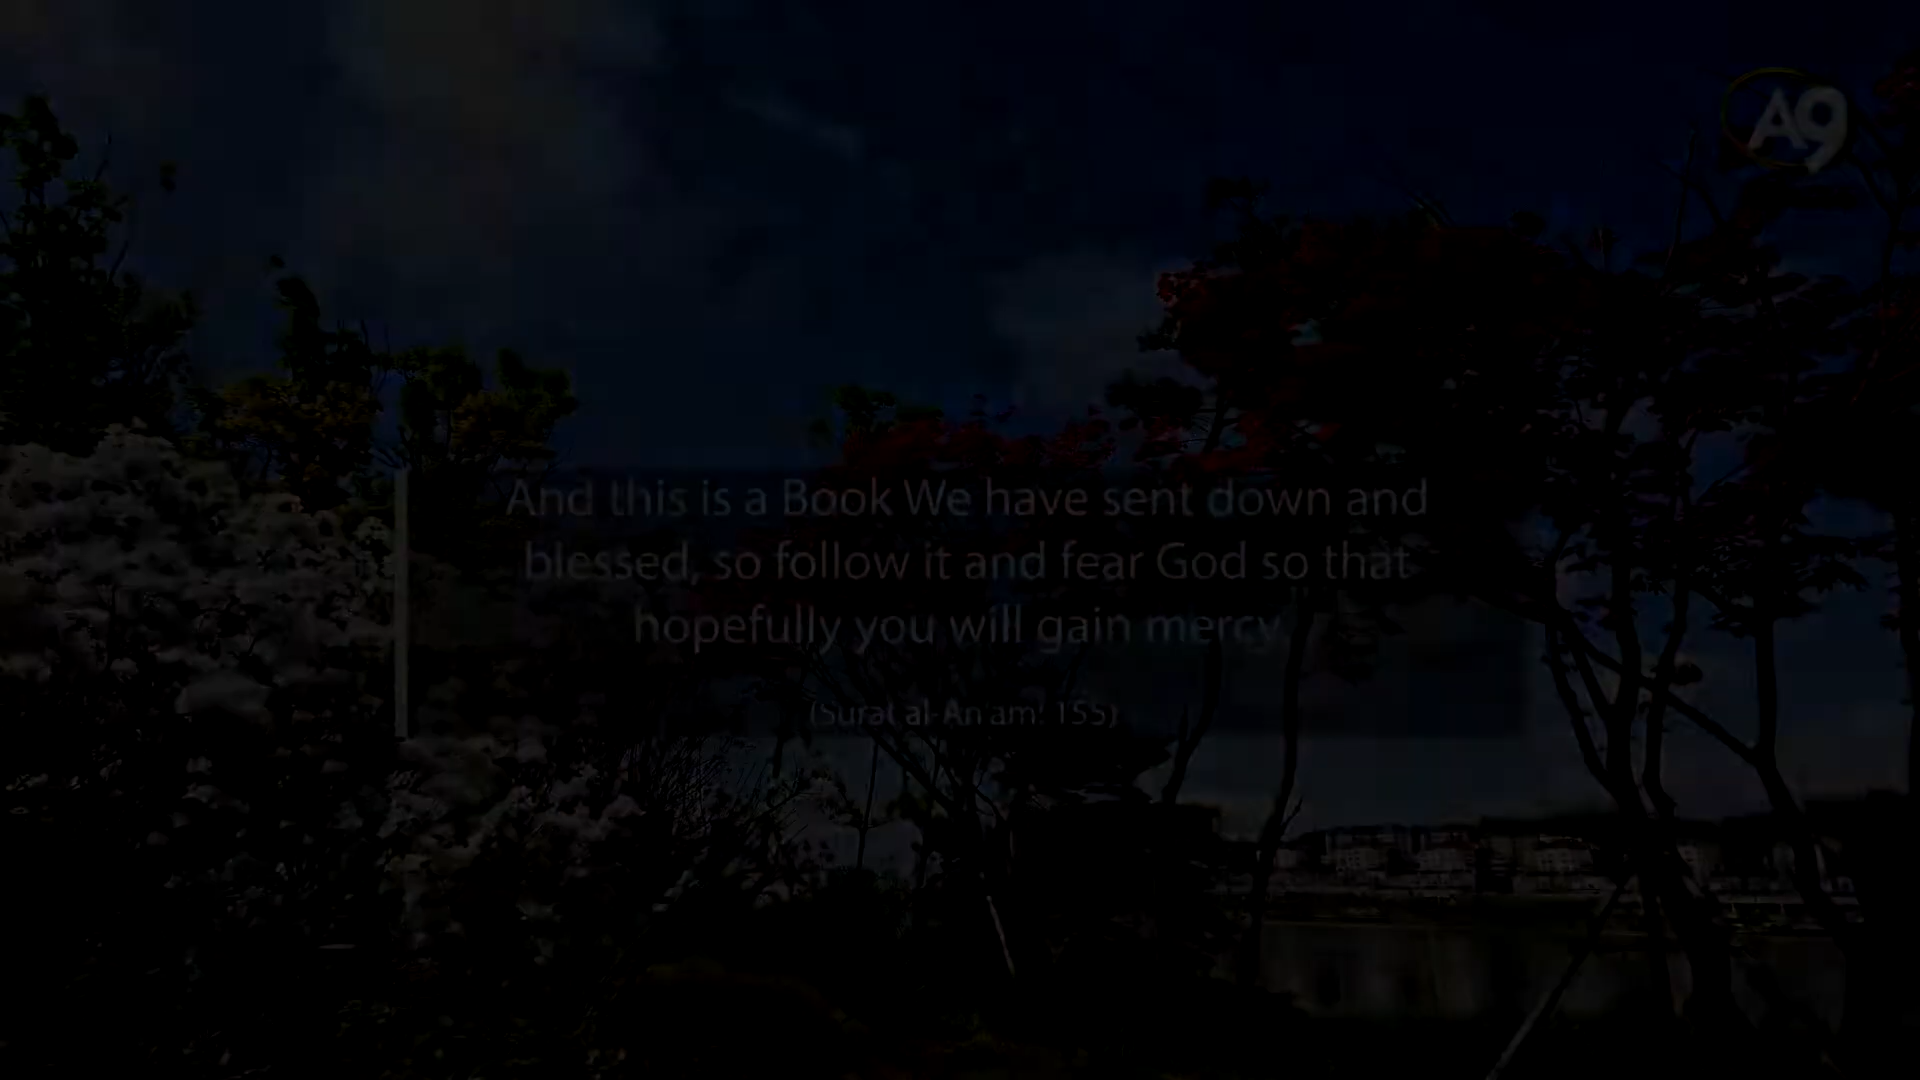 A9
And this is a Book We have sent down and
blessed, so follow it and fear God so that
hopefully you will gain mercy.
(Surat al-An'am: 155)